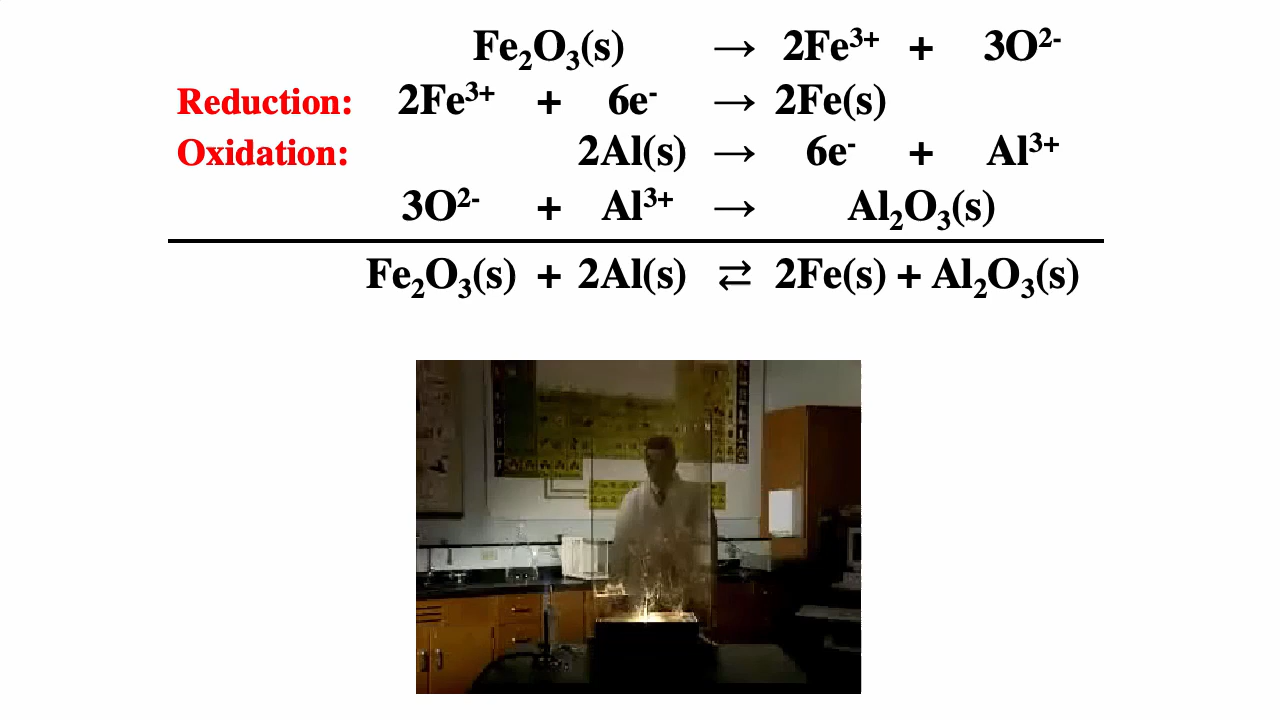 Fe₂O₃(s) → 2Fe³⁺ + 3O²⁻
Reduction: 2Fe³⁺ + 6e⁻ → 2Fe(s)
Oxidation: 2Al(s) → 6e⁻ + Al³⁺
3O²⁻ + Al³⁺ → Al₂O₃(s)
Fe₂O₃(s) + 2Al(s) ⇄ 2Fe(s) + Al₂O₃(s)